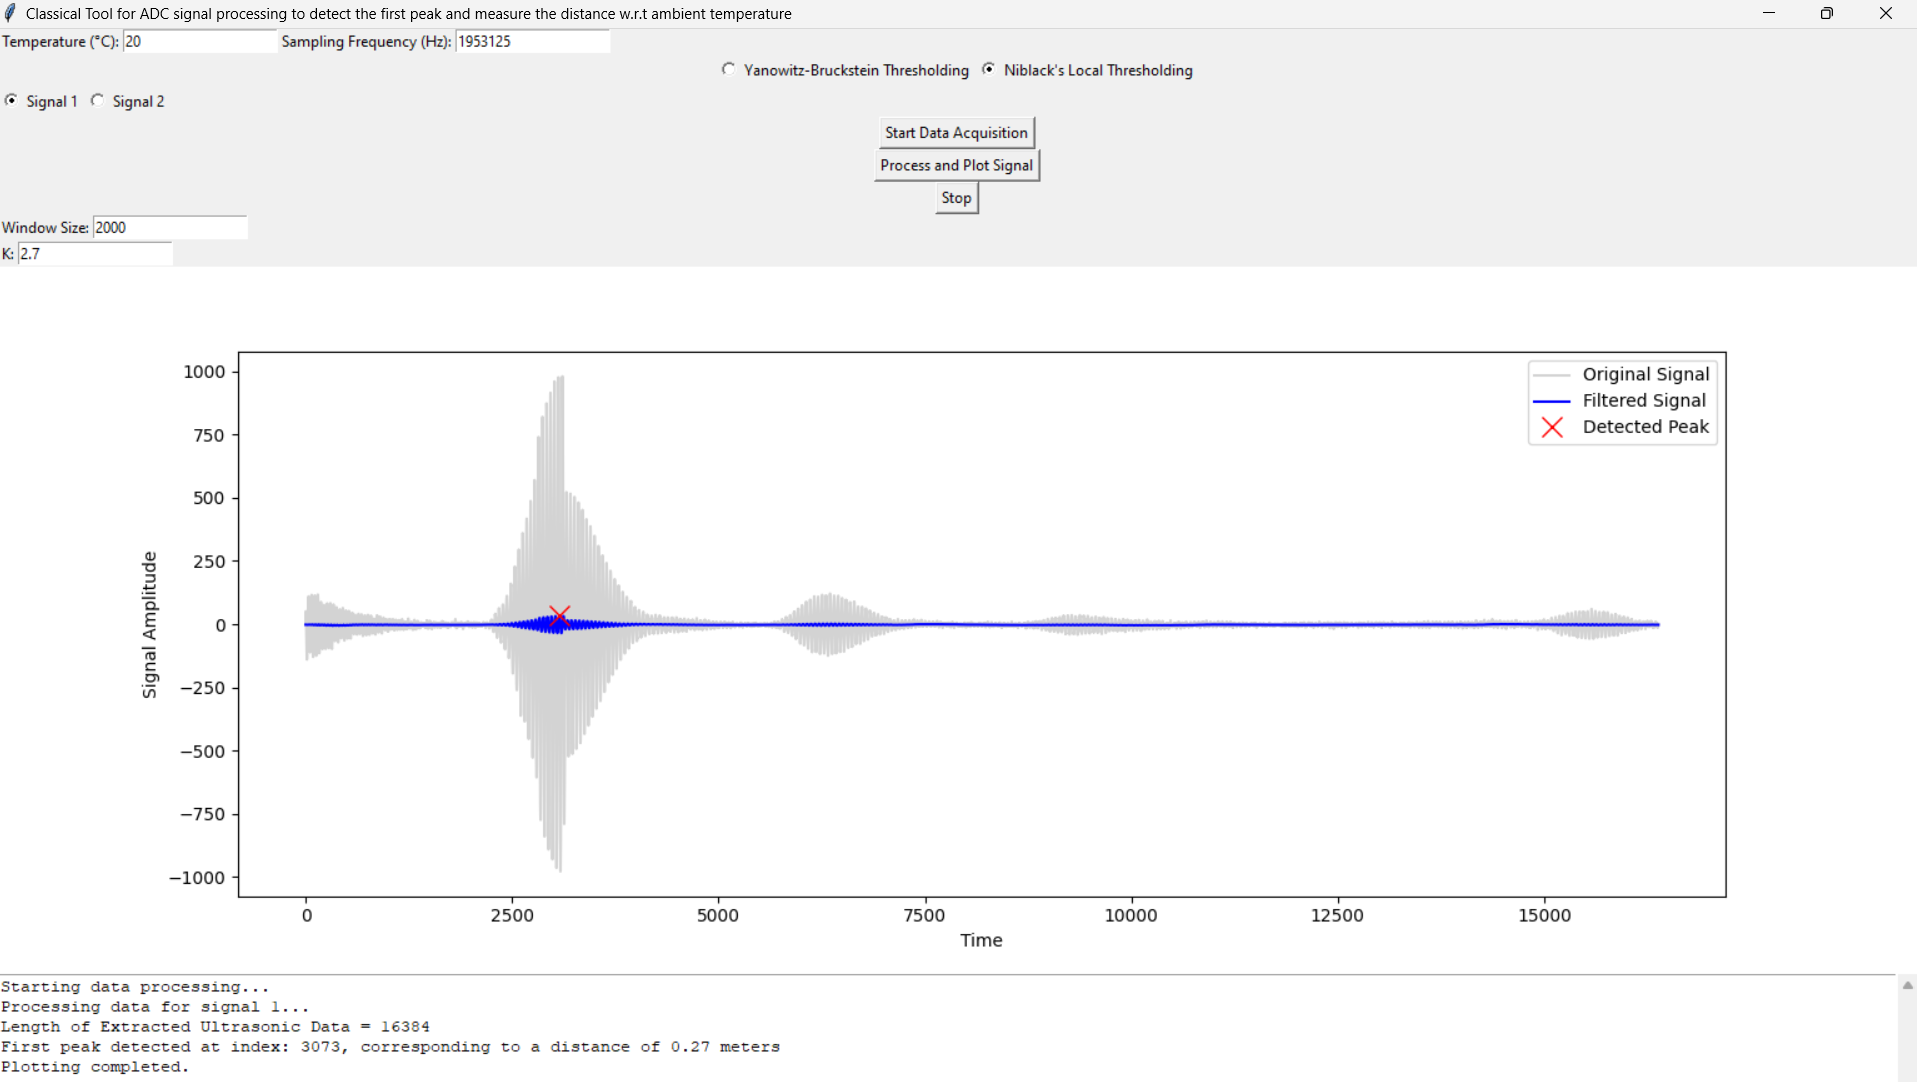 Classical Tool for ADC signal processing to detect the first peak and measure the distance w.r.t ambient temperature
Temperature (°C): 20 Sampling Frequency (Hz): 1953125
Yanowitz-Bruckstein Thresholding Niblack's Local Thresholding
Signal 1 Signal 2
Start Data Acquisition
Process and Plot Signal
Stop
Window Size: 2000
K: 2.7
Original Signal
Filtered Signal
Detected Peak
Signal Amplitude
1000
750
500
250
0
−250
−500
−750
−1000
0 2500 5000 7500 10000 12500 15000
Time
Starting data processing...
Processing data for signal 1...
Length of Extracted Ultrasonic Data = 16384
First peak detected at index: 3073, corresponding to a distance of 0.27 meters
Plotting completed.